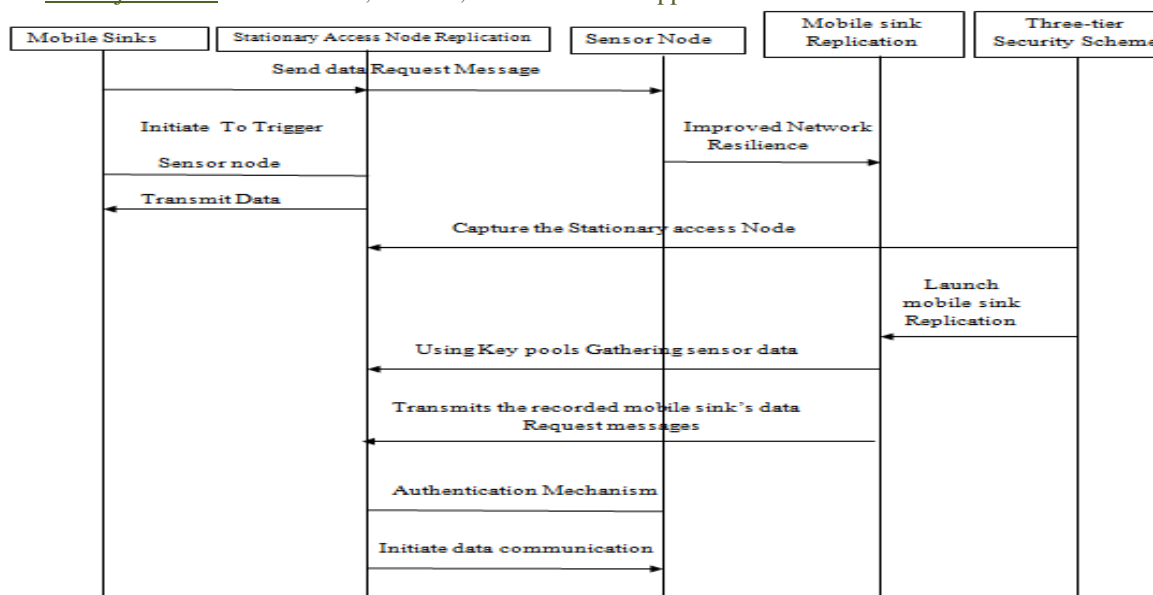 Mobile Sinks
Stationary Access Node Replication
Sensor Node
Mobile sink
Replication
Three-tier
Security Scheme
Send data Request Message
Initiate To Trigger
Sensor node
Improved Network
Resilience
Transmit Data
Capture the Stationary access Node
Launch
mobile sink
Replication
Using Key pools Gathering sensor data
Transmits the recorded mobile sink's data
Request messages
Authentication Mechanism
Initiate data communication